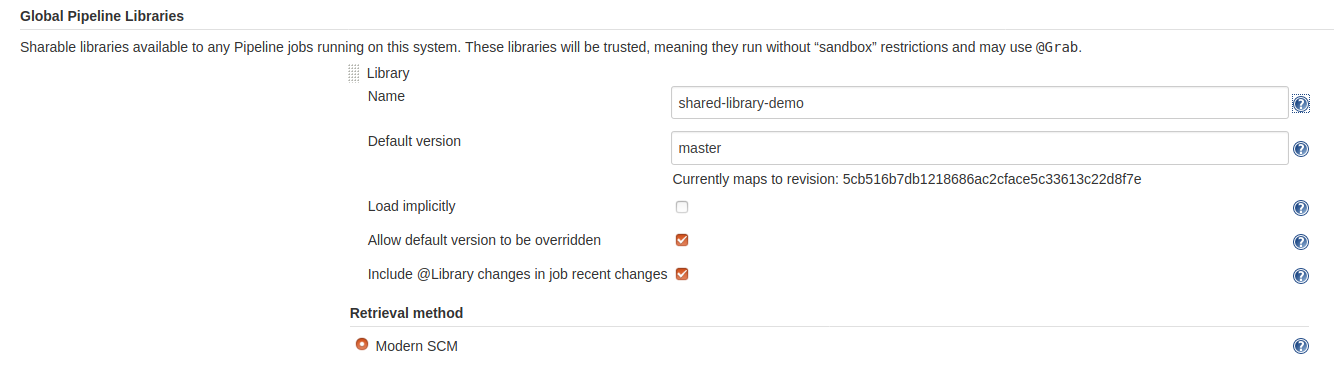 Global Pipeline Libraries
Sharable libraries available to any Pipeline jobs running on this system. These libraries will be trusted, meaning they run without “sandbox” restrictions and may use @Grab.
Library
Name
shared-library-demo
Default version
master
Currently maps to revision: 5cb516b7db1218686ac2cface5c33613c22d8f7e
Load implicitly
Allow default version to be overridden
Include @Library changes in job recent changes
Retrieval method
Modern SCM